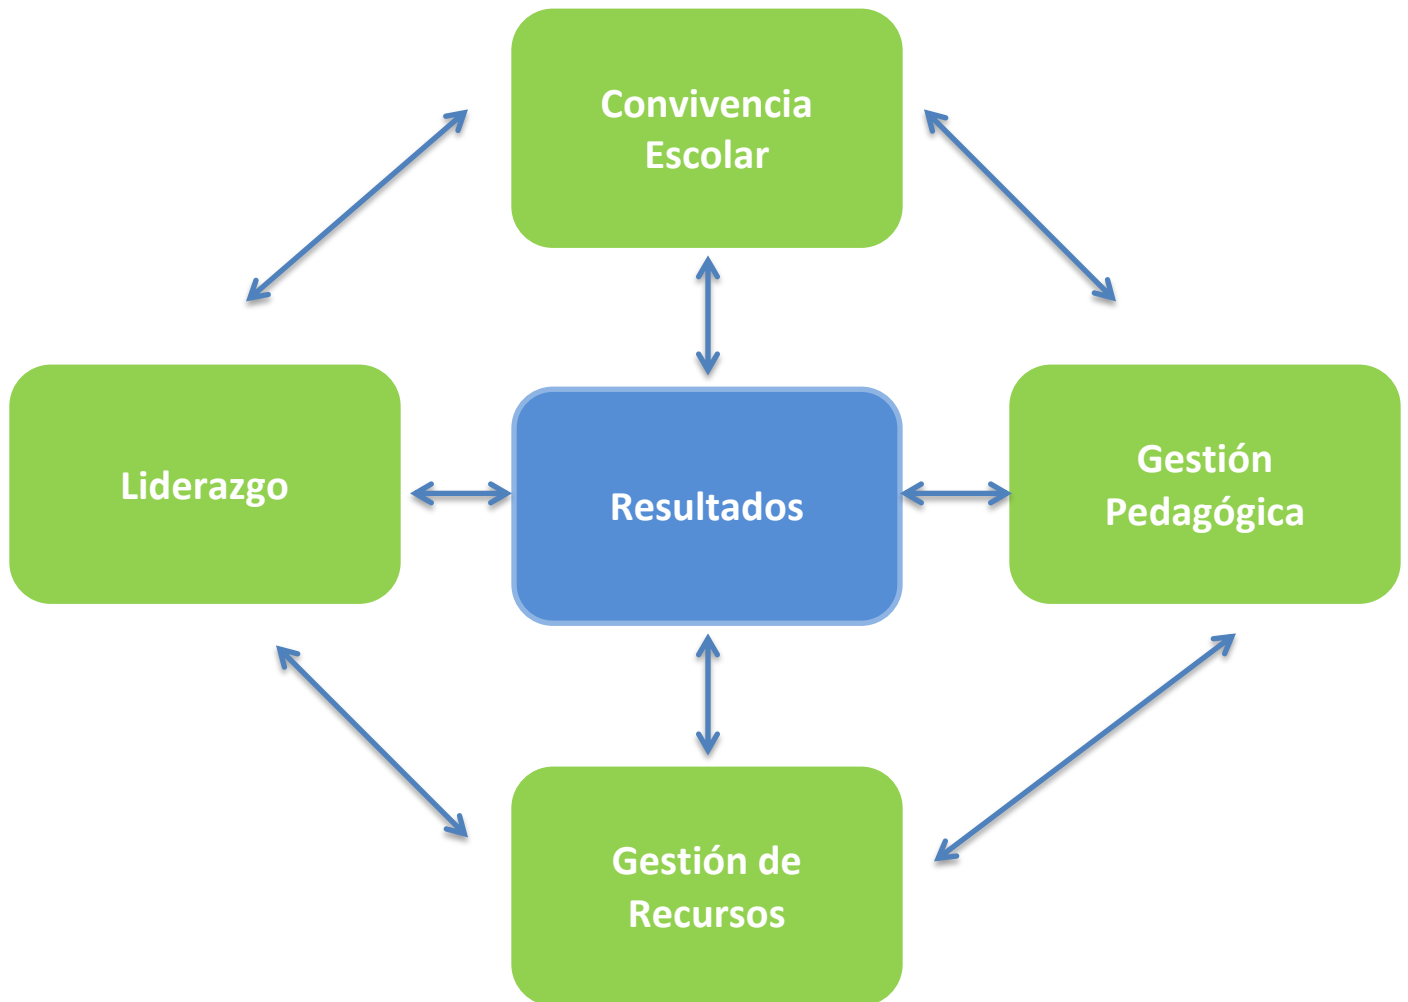 Convivencia
Escolar
Liderazgo
Resultados
Gestión
Pedagógica
Gestión de
Recursos